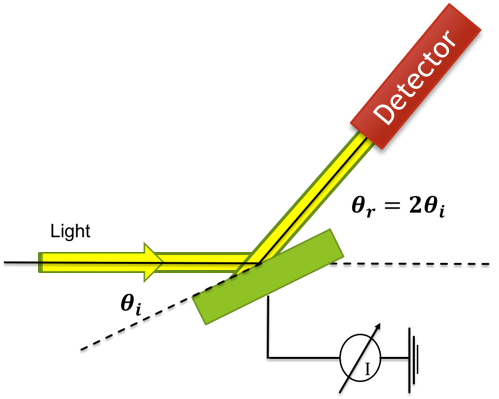 Detector
θᵣ = 2θᵢ
Light
θᵢ
I